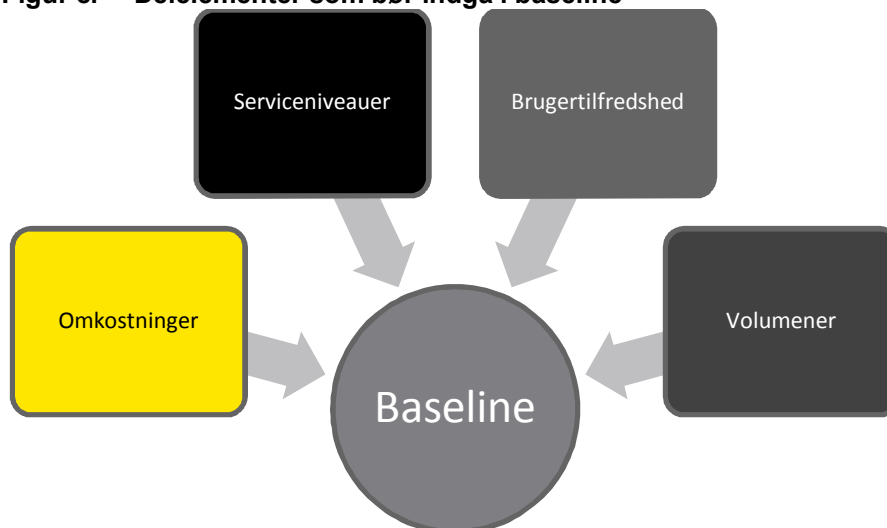 Serviceniveauer
Brugertilfredshed
Omkostninger
Volumener
Baseline